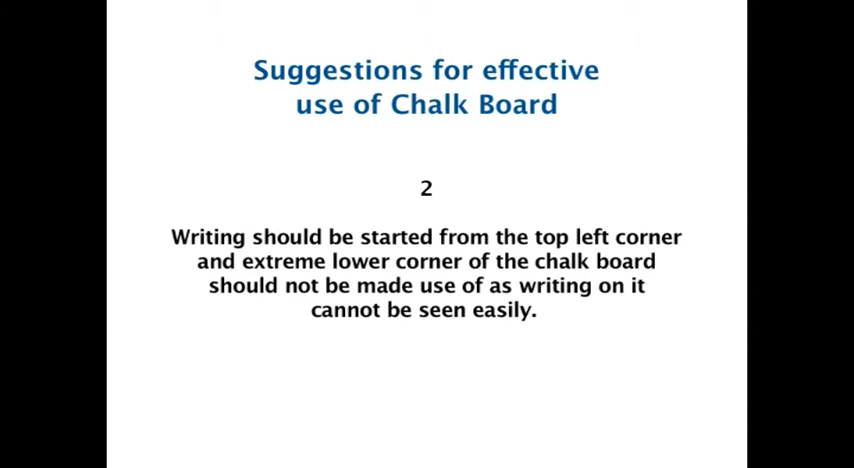 Suggestions for effective
use of Chalk Board
2
Writing should be started from the top left corner
and extreme lower corner of the chalk board
should not be made use of as writing on it
cannot be seen easily.